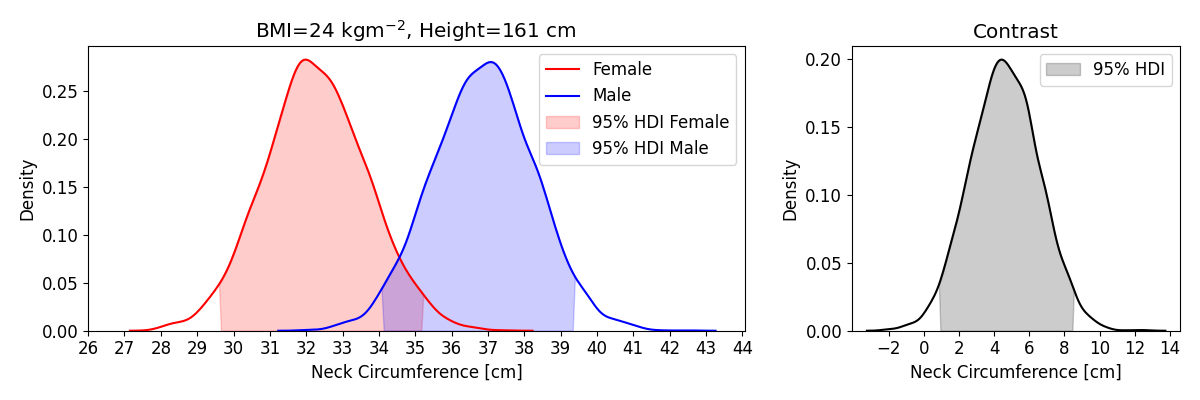 BMI=24 kgm⁻², Height=161 cm
Density
0.25
0.20
0.15
0.10
0.05
0.00
26 27 28 29 30 31 32 33 34 35 36 37 38 39 40 41 42 43 44
Neck Circumference [cm]
Female
Male
95% HDI Female
95% HDI Male
Contrast
Density
0.20
0.15
0.10
0.05
0.00
−2 0 2 4 6 8 10 12 14
Neck Circumference [cm]
95% HDI